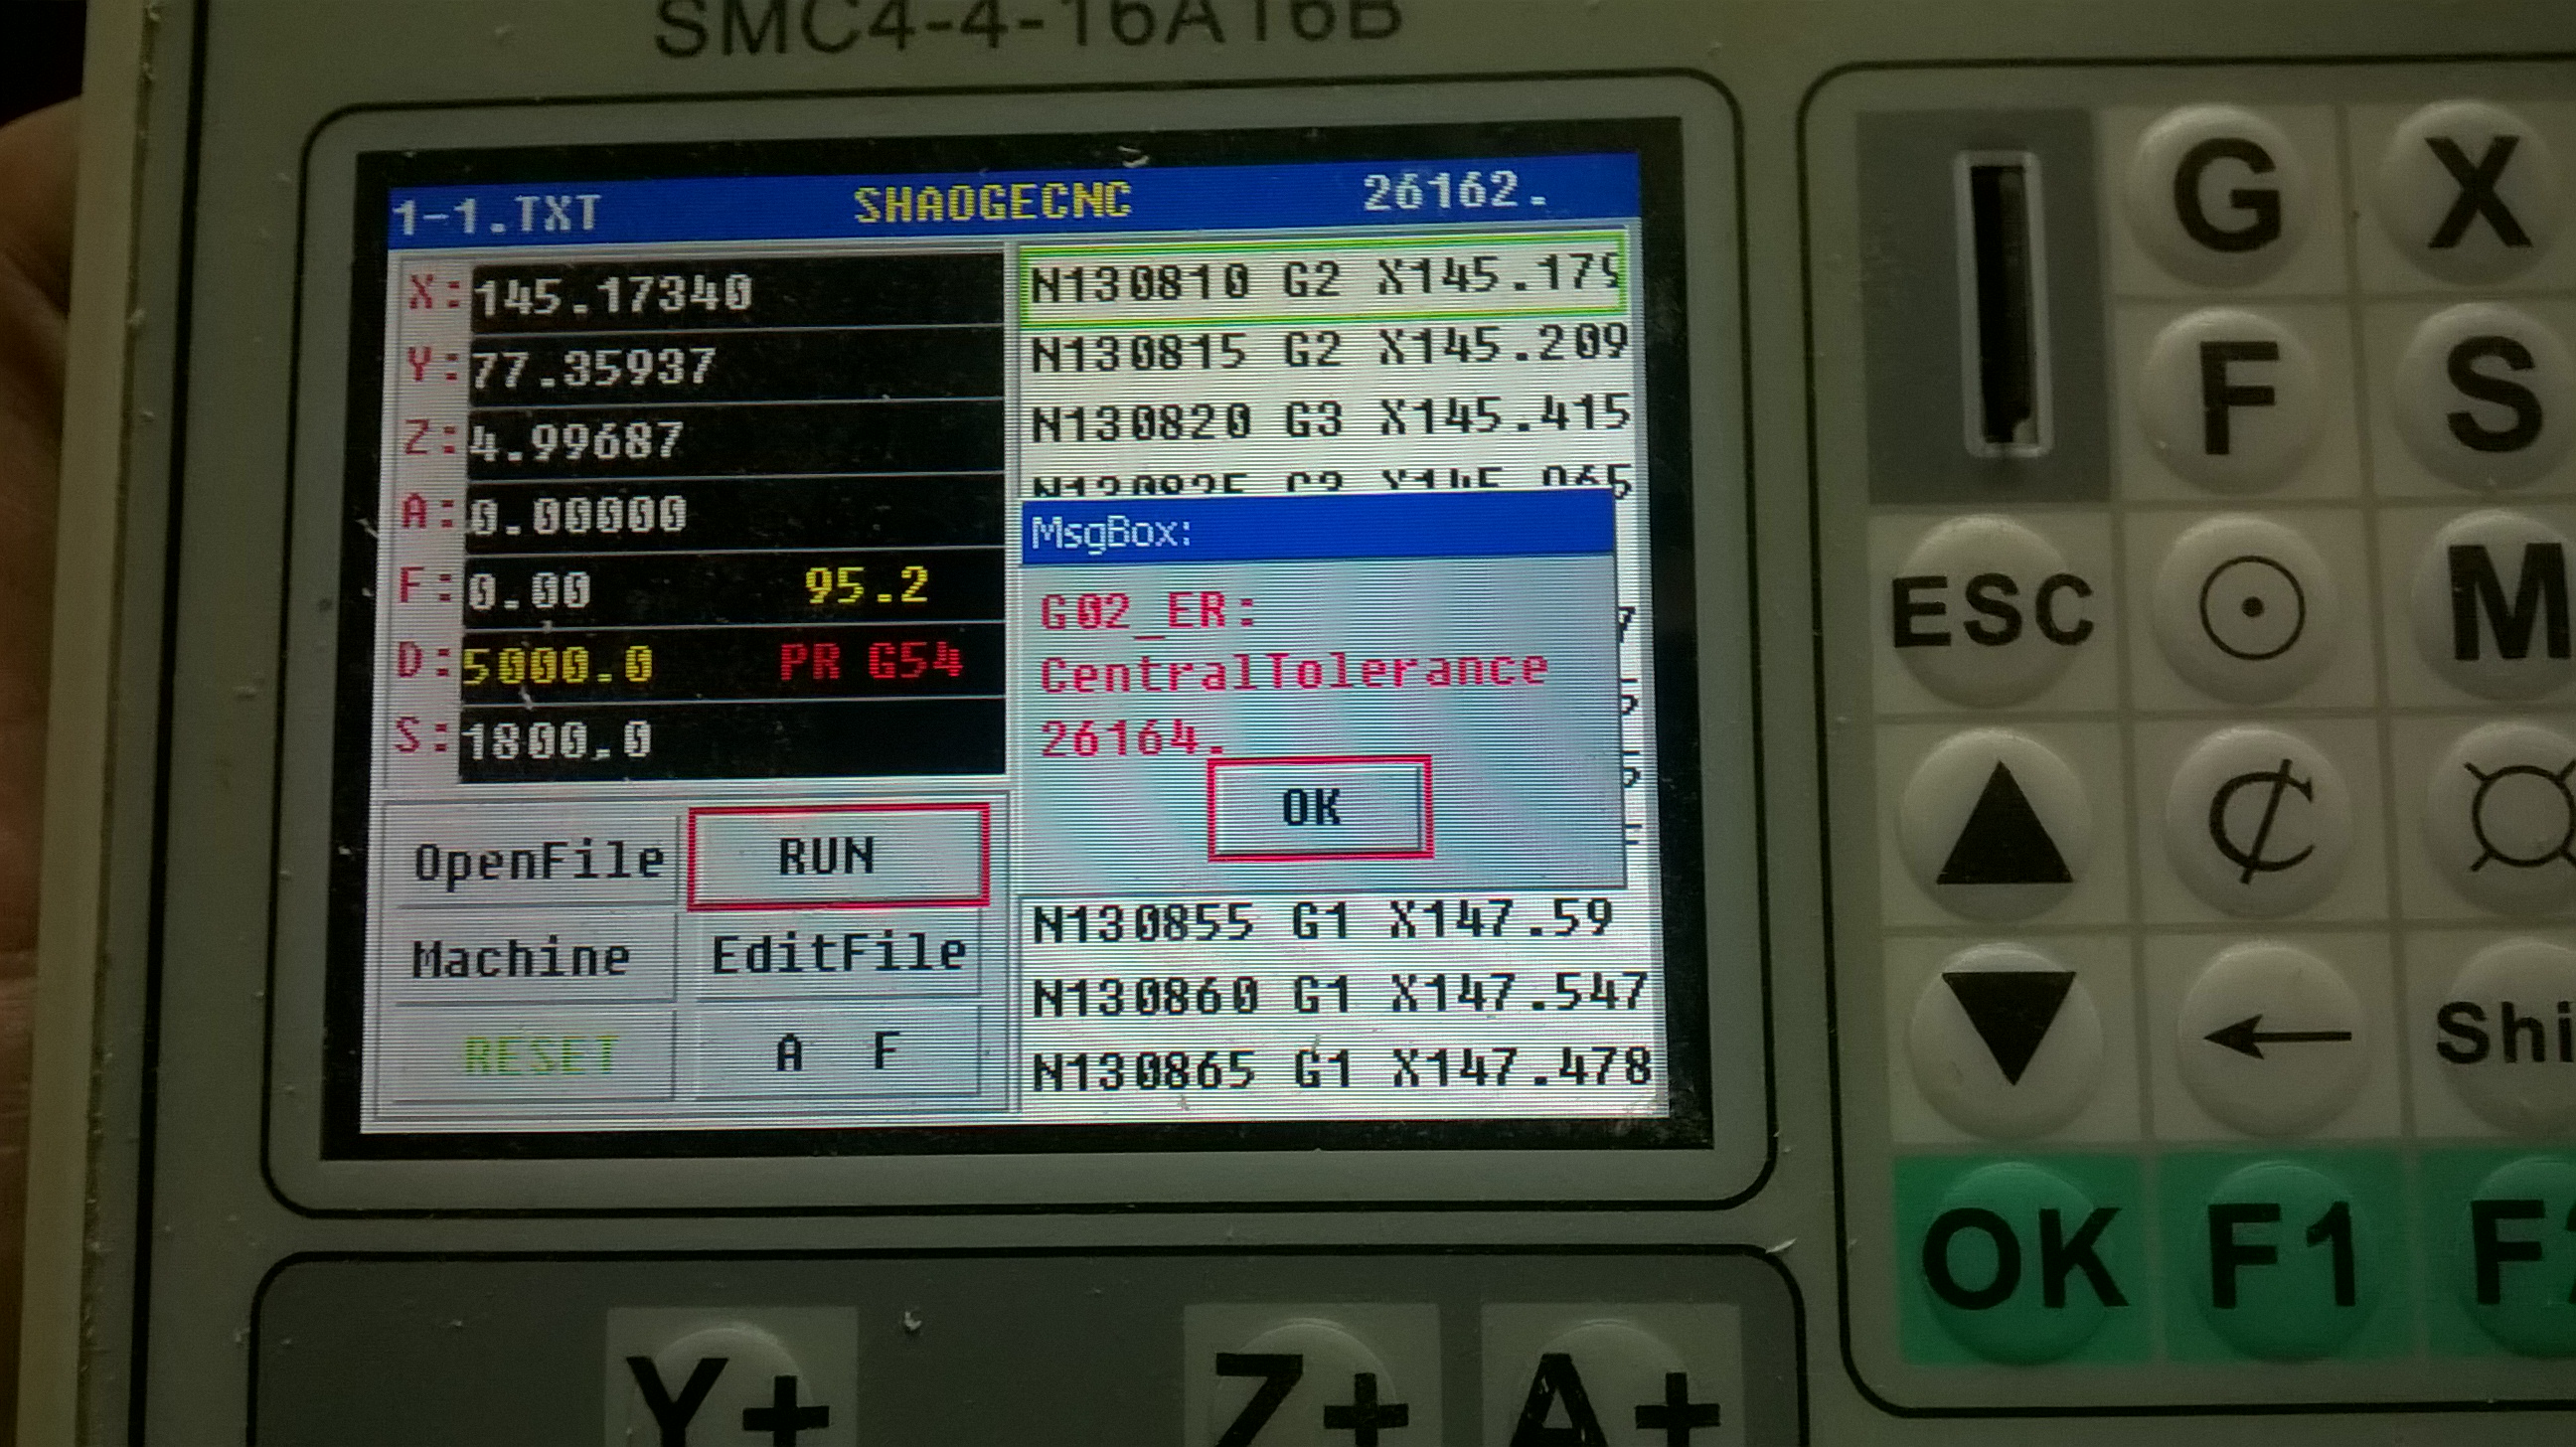 SMC4-4-16A16B
1-1.TXT SHAOGECNC 26162.
X:145.17340
Y:77.35937
Z:4.99687
A:0.00000
F:0.00 95.2
D:5000.0 PR G54
S:1800.0
OpenFile RUN
Machine EditFile
RESET A F
N130810 G2 X145.179
N130815 G2 X145.209
N130820 G3 X145.415
MsgBox:
G02_ER:
CentralTolerance
26164.
OK
N130855 G1 X147.59
N130860 G1 X147.547
N130865 G1 X147.478
G X
F S
ESC M
Shi
OK F1
Y+ Z+ A+